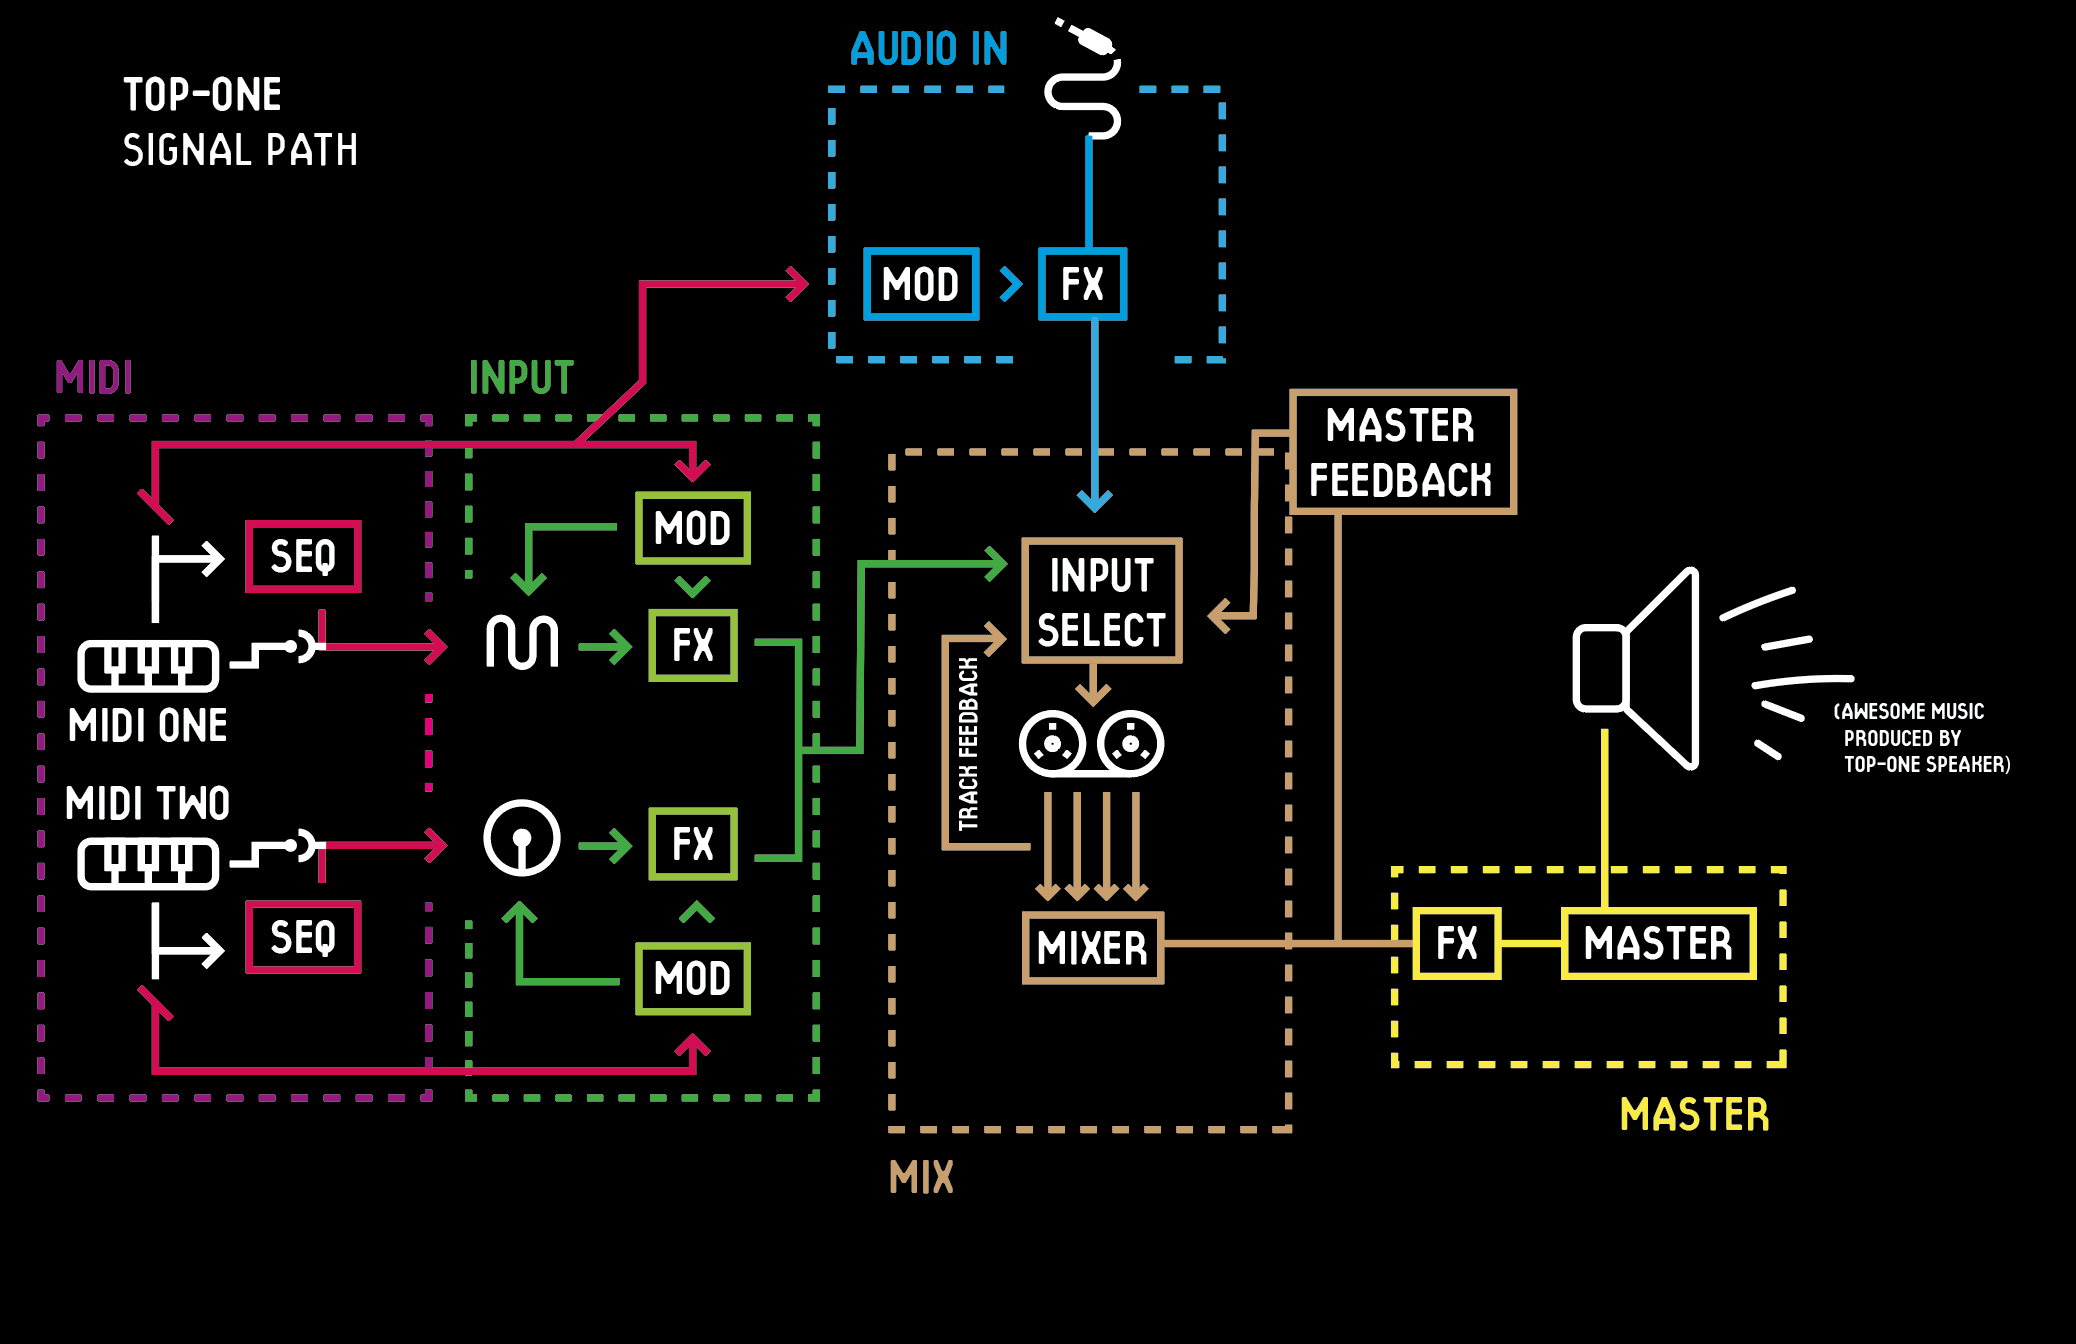 TOP-ONE
SIGNAL PATH
AUDIO IN
MOD
FX
MIDI
INPUT
SEQ
MIDI ONE
MIDI TWO
SEQ
MOD
FX
FX
MOD
MASTER
FEEDBACK
INPUT
SELECT
TRACK FEEDBACK
MIXER
MIX
(AWESOME MUSIC
PRODUCED BY
TOP-ONE SPEAKER)
FX
MASTER
MASTER